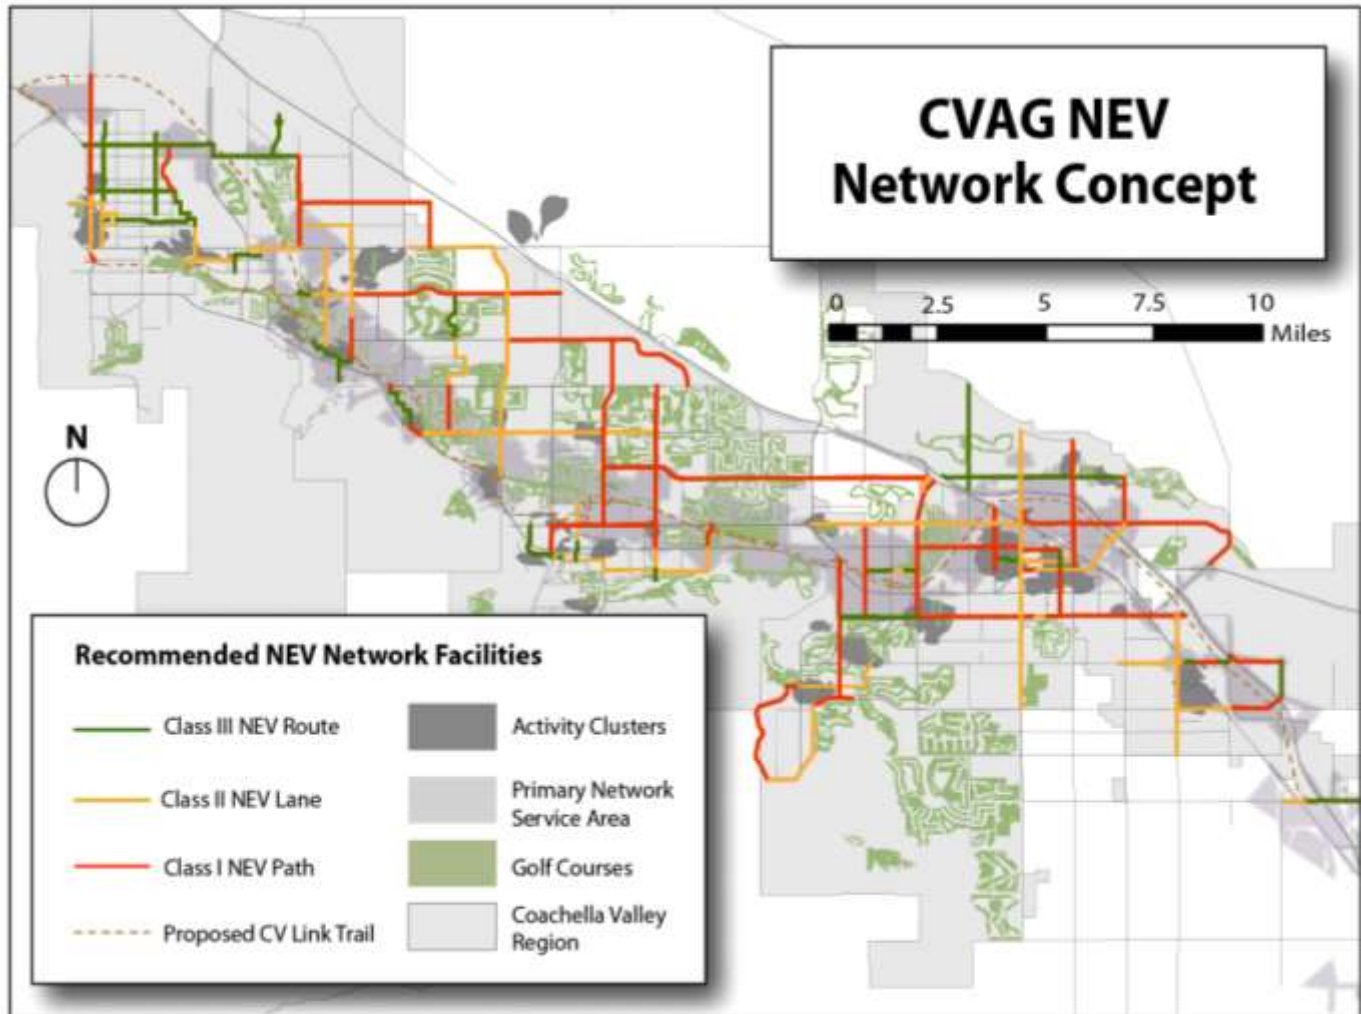 CVAG NEV
Network Concept
0 2.5 5 7.5 10
Miles
N
Recommended NEV Network Facilities
Class III NEV Route
Class II NEV Lane
Class I NEV Path
Proposed CV Link Trail
Activity Clusters
Primary Network
Service Area
Golf Courses
Coachella Valley
Region